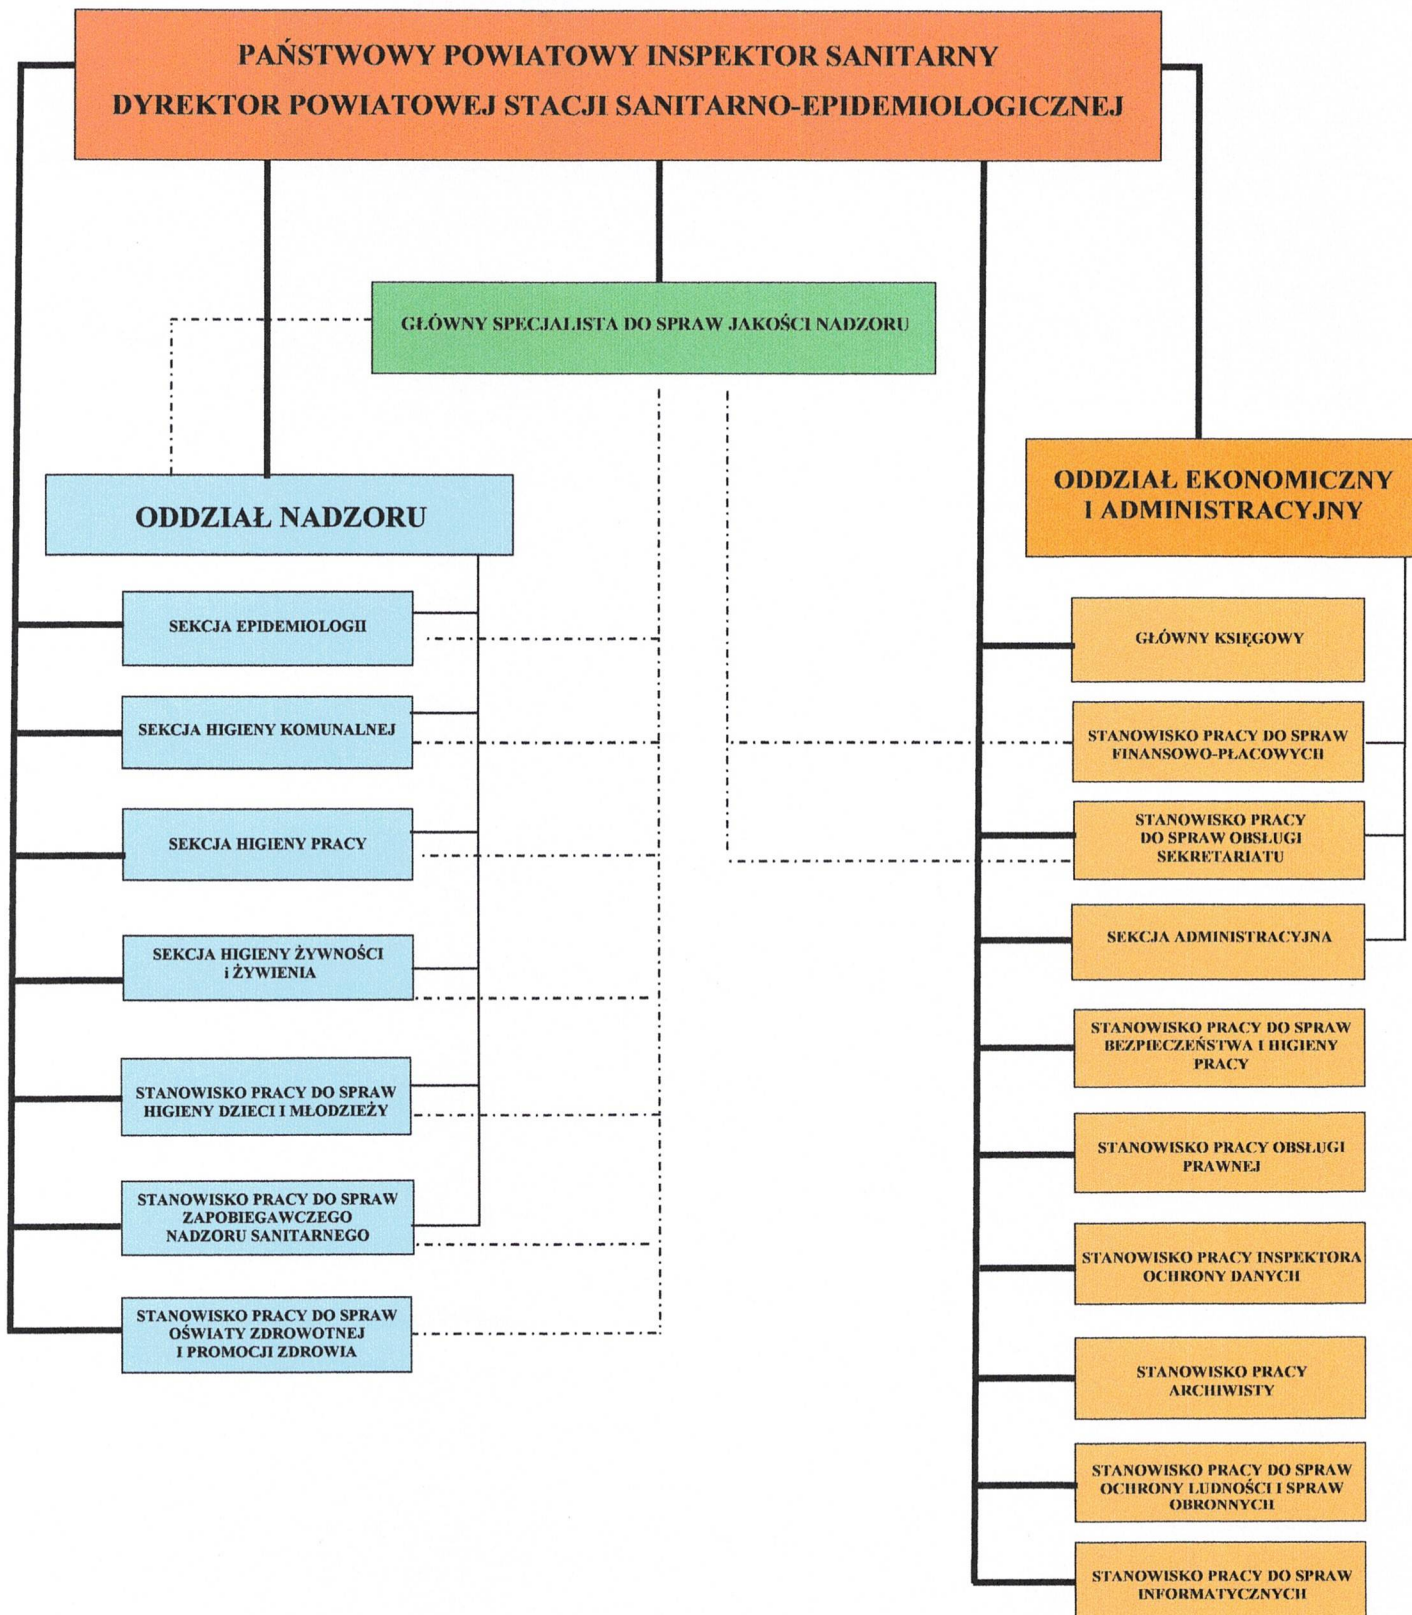 PAŃSTWOWY POWIATOWY INSPEKTOR SANITARNY
DYREKTOR POWIATOWEJ STACJI SANITARNO-EPIDEMIOLOGICZNEJ
GŁÓWNY SPECJALISTA DO SPRAW JAKOŚCI NADZORU
ODDZIAŁ NADZORU
SEKCJA EPIDEMIOLOGII
SEKCJA HIGIENY KOMUNALNEJ
SEKCJA HIGIENY PRACY
SEKCJA HIGIENY ŻYWNOŚCI
i ŻYWIENIA
STANOWISKO PRACY DO SPRAW
HIGIENY DZIECI I MŁODZIEŻY
STANOWISKO PRACY DO SPRAW
ZAPOBIEGAWCZEGO
NADZORU SANITARNEGO
STANOWISKO PRACY DO SPRAW
OŚWIATY ZDROWOTNEJ
I PROMOCJI ZDROWIA
ODDZIAŁ EKONOMICZNY
I ADMINISTRACYJNY
GŁÓWNY KSIĘGOWY
STANOWISKO PRACY DO SPRAW
FINANSOWO-PŁACOWYCH
STANOWISKO PRACY
DO SPRAW OBSŁUGI
SEKRETARIATU
SEKCJA ADMINISTRACYJNA
STANOWISKO PRACY DO SPRAW
BEZPIECZEŃSTWA I HIGIENY
PRACY
STANOWISKO PRACY OBSŁUGI
PRAWNEJ
STANOWISKO PRACY INSPEKTORA
OCHRONY DANYCH
STANOWISKO PRACY
ARCHIWISTY
STANOWISKO PRACY DO SPRAW
OCHRONY LUDNOŚCI I SPRAW
OBRONNYCH
STANOWISKO PRACY DO SPRAW
INFORMATYCZNYCH